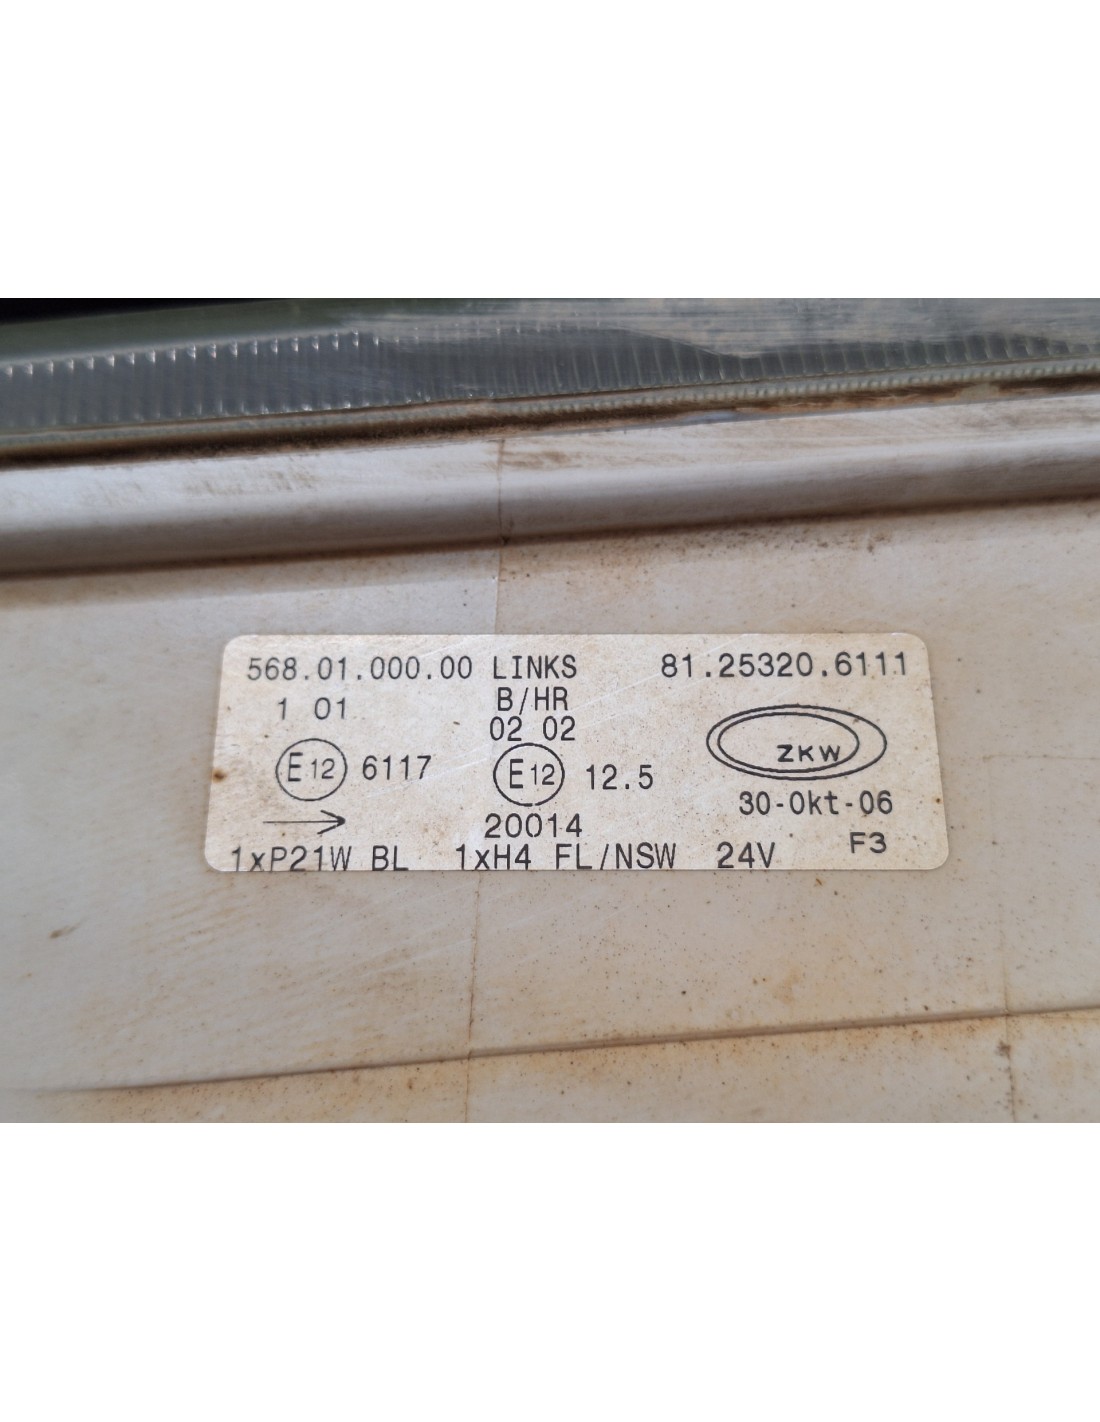 568.01.000.00 LINKS 81.25320.6111
1 01 B/HR
02 02
E12 6117 E12 12.5 ZKW
30-Okt-06
20014
1xP21W BL 1xH4 FL/NSW 24V F3